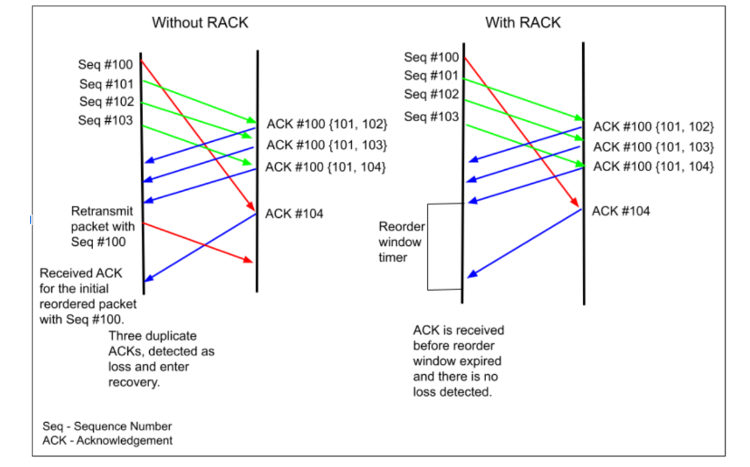 Without RACK
Seq #100
Seq #101
Seq #102
Seq #103
ACK #100 {101, 102}
ACK #100 {101, 103}
ACK #100 {101, 104}
Retransmit
packet with
Seq #100
ACK #104
Received ACK
for the initial
reordered packet
with Seq #100.
Three duplicate
ACKs, detected as
loss and enter
recovery.
With RACK
Seq #100
Seq #101
Seq #102
Seq #103
ACK #100 {101, 102}
ACK #100 {101, 103}
ACK #100 {101, 104}
ACK #104
Reorder
window
timer
ACK is received
before reorder
window expired
and there is no
loss detected.
Seq - Sequence Number
ACK - Acknowledgement